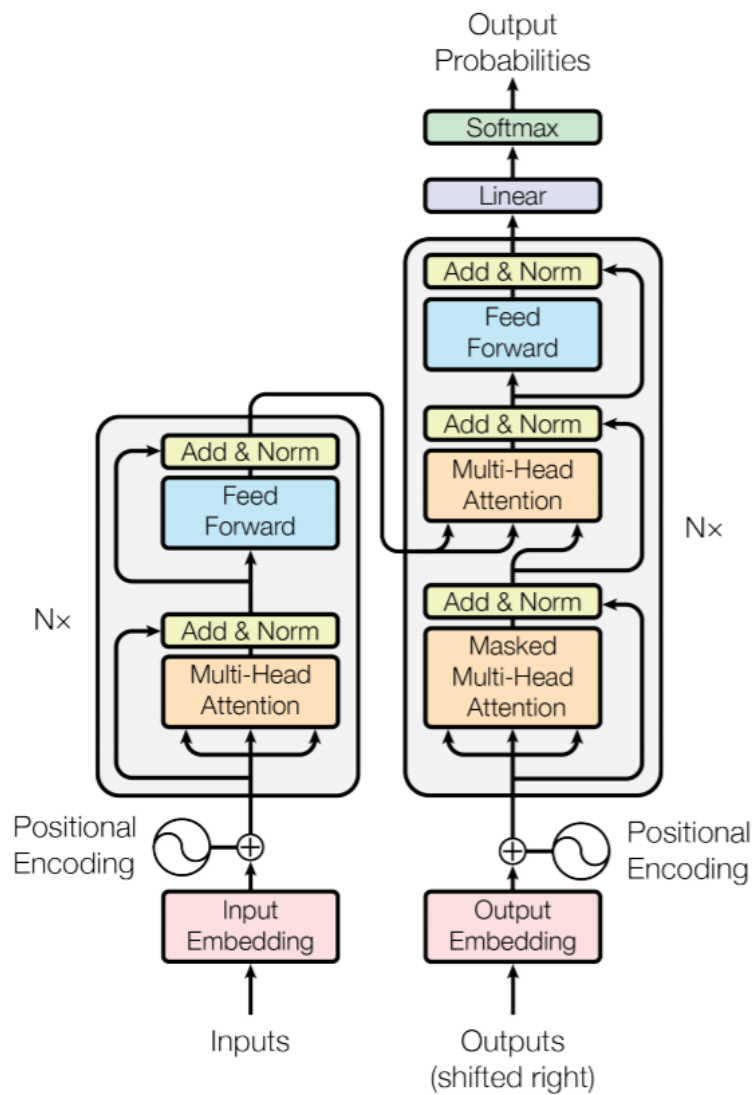 Output
Probabilities
Softmax
Linear
Add & Norm
Feed
Forward
Add & Norm
Multi-Head
Attention
Nx
Add & Norm
Masked
Multi-Head
Attention
Add & Norm
Feed
Forward
Nx
Add & Norm
Multi-Head
Attention
Positional
Encoding
Positional
Encoding
Input
Embedding
Output
Embedding
Inputs
Outputs
(shifted right)